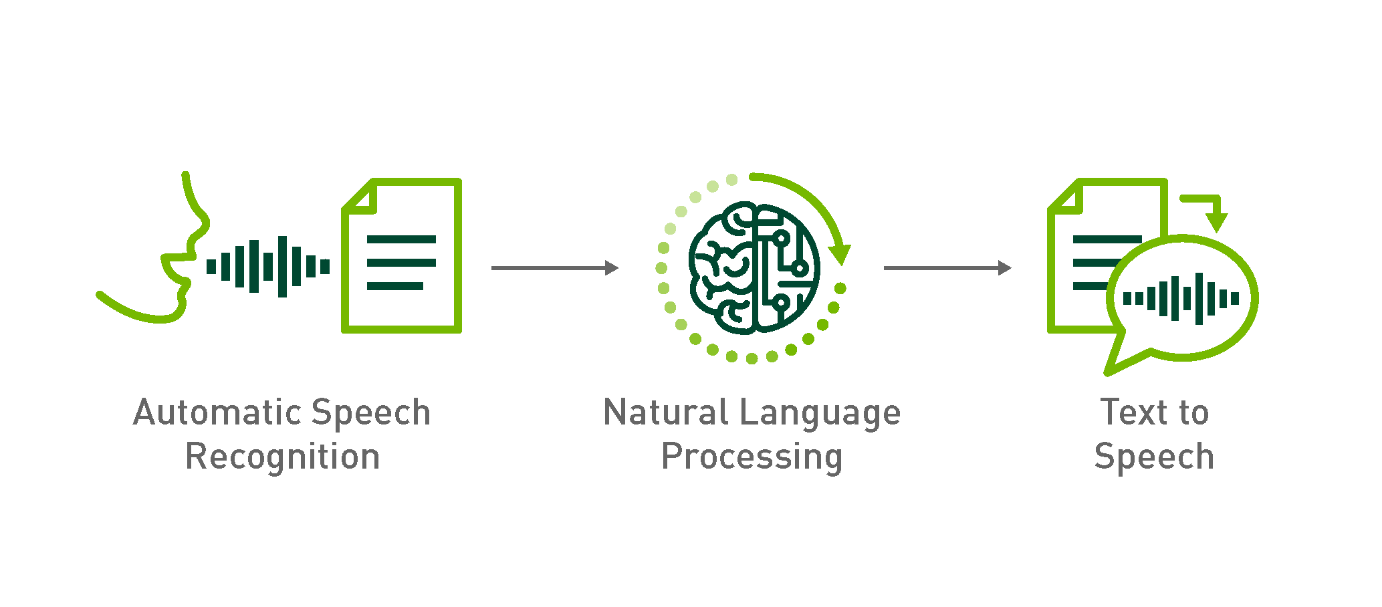 Automatic Speech
Recognition
Natural Language
Processing
Text to
Speech